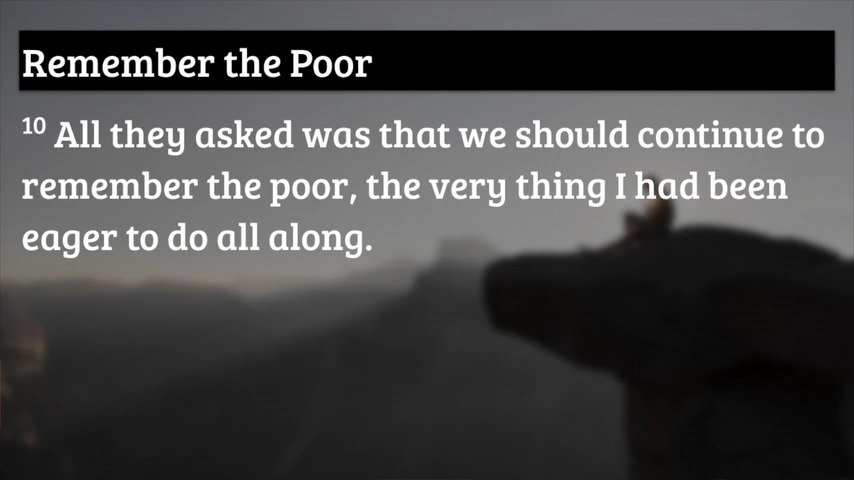 Remember the Poor
10 All they asked was that we should continue to
remember the poor, the very thing I had been
eager to do all along.